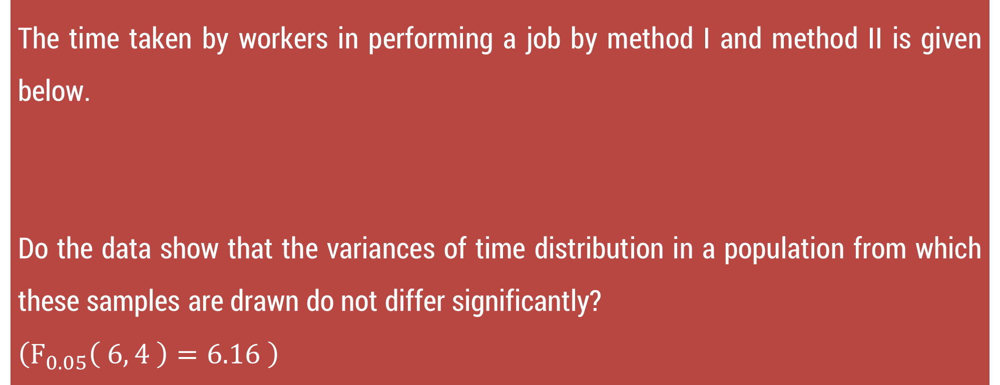 The time taken by workers in performing a job by method I and method II is given
below.
Do the data show that the variances of time distribution in a population from which
these samples are drawn do not differ significantly?
(F₀.₀₅( 6, 4 ) = 6.16 )